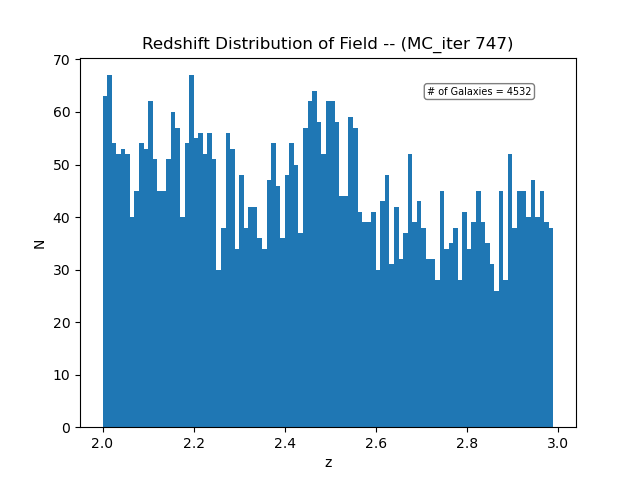 Redshift Distribution of Field -- (MC_iter 747)
# of Galaxies = 4532
70
60
50
40
30
20
10
0
N
2.0 2.2 2.4 2.6 2.8 3.0
z